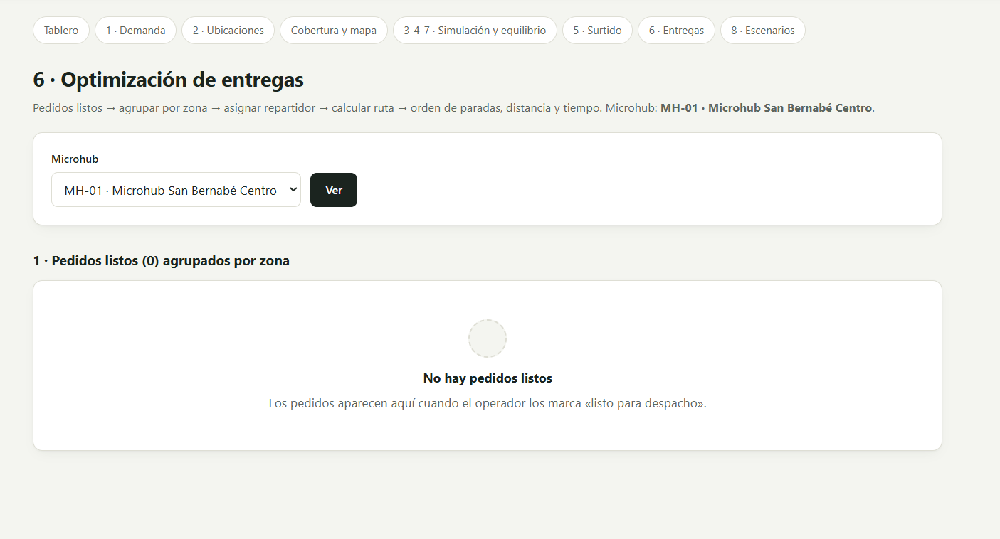 Tablero
1 · Demanda
2 · Ubicaciones
Cobertura y mapa
3-4-7 · Simulación y equilibrio
5 · Surtido
6 · Entregas
8 · Escenarios
6 · Optimización de entregas
Pedidos listos → agrupar por zona → asignar repartidor → calcular ruta → orden de paradas, distancia y tiempo. Microhub: MH-01 · Microhub San Bernabé Centro.
Microhub
MH-01 · Microhub San Bernabé Centro
Ver
1 · Pedidos listos (0) agrupados por zona
No hay pedidos listos
Los pedidos aparecen aquí cuando el operador los marca «listo para despacho».